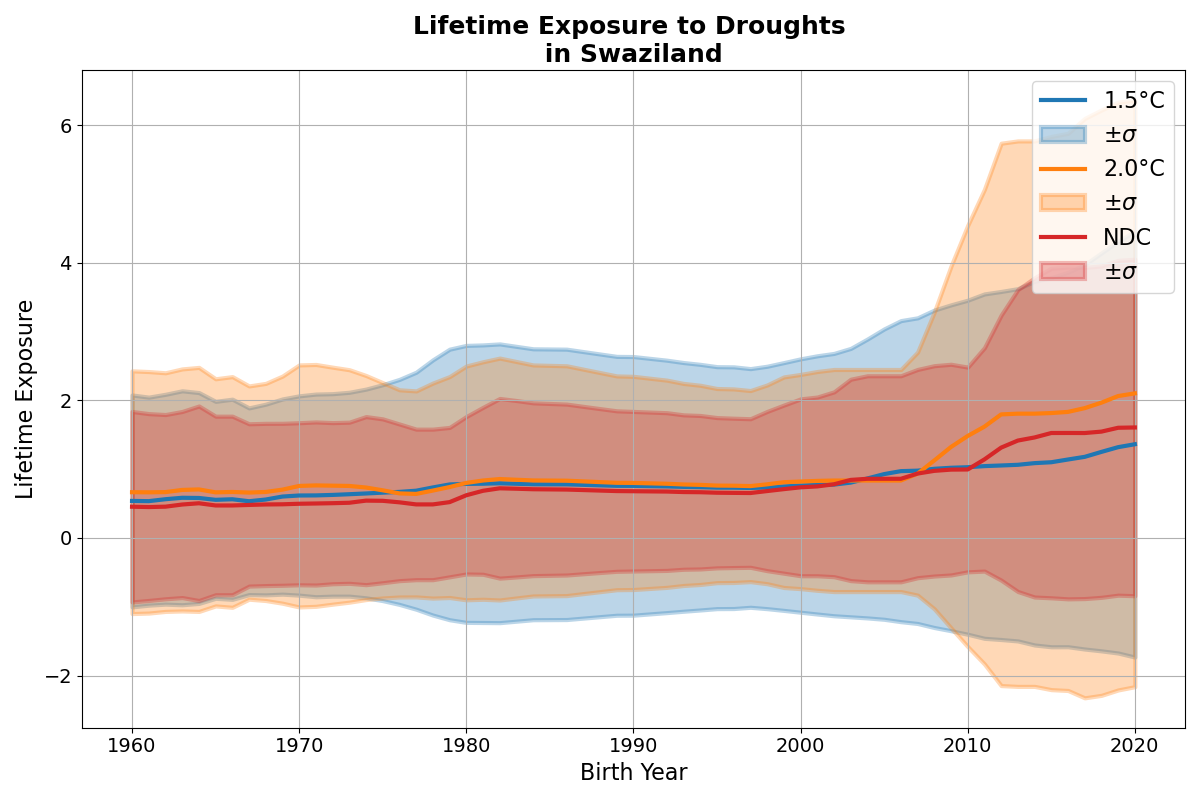 Lifetime Exposure to Droughts
in Swaziland
Lifetime Exposure
6
4
2
0
−2
1960 1970 1980 1990 2000 2010 2020
Birth Year
1.5°C
±σ
2.0°C
±σ
NDC
±σ